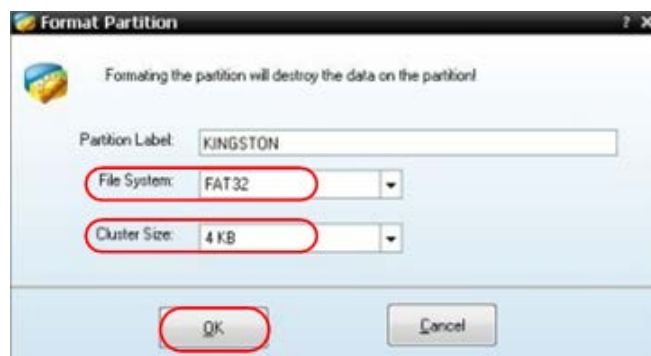 Format Partition ? X
Formating the partition will destroy the data on the partition!
Partition Label: KINGSTON
File System: FAT32
Cluster Size: 4 KB
OK Cancel